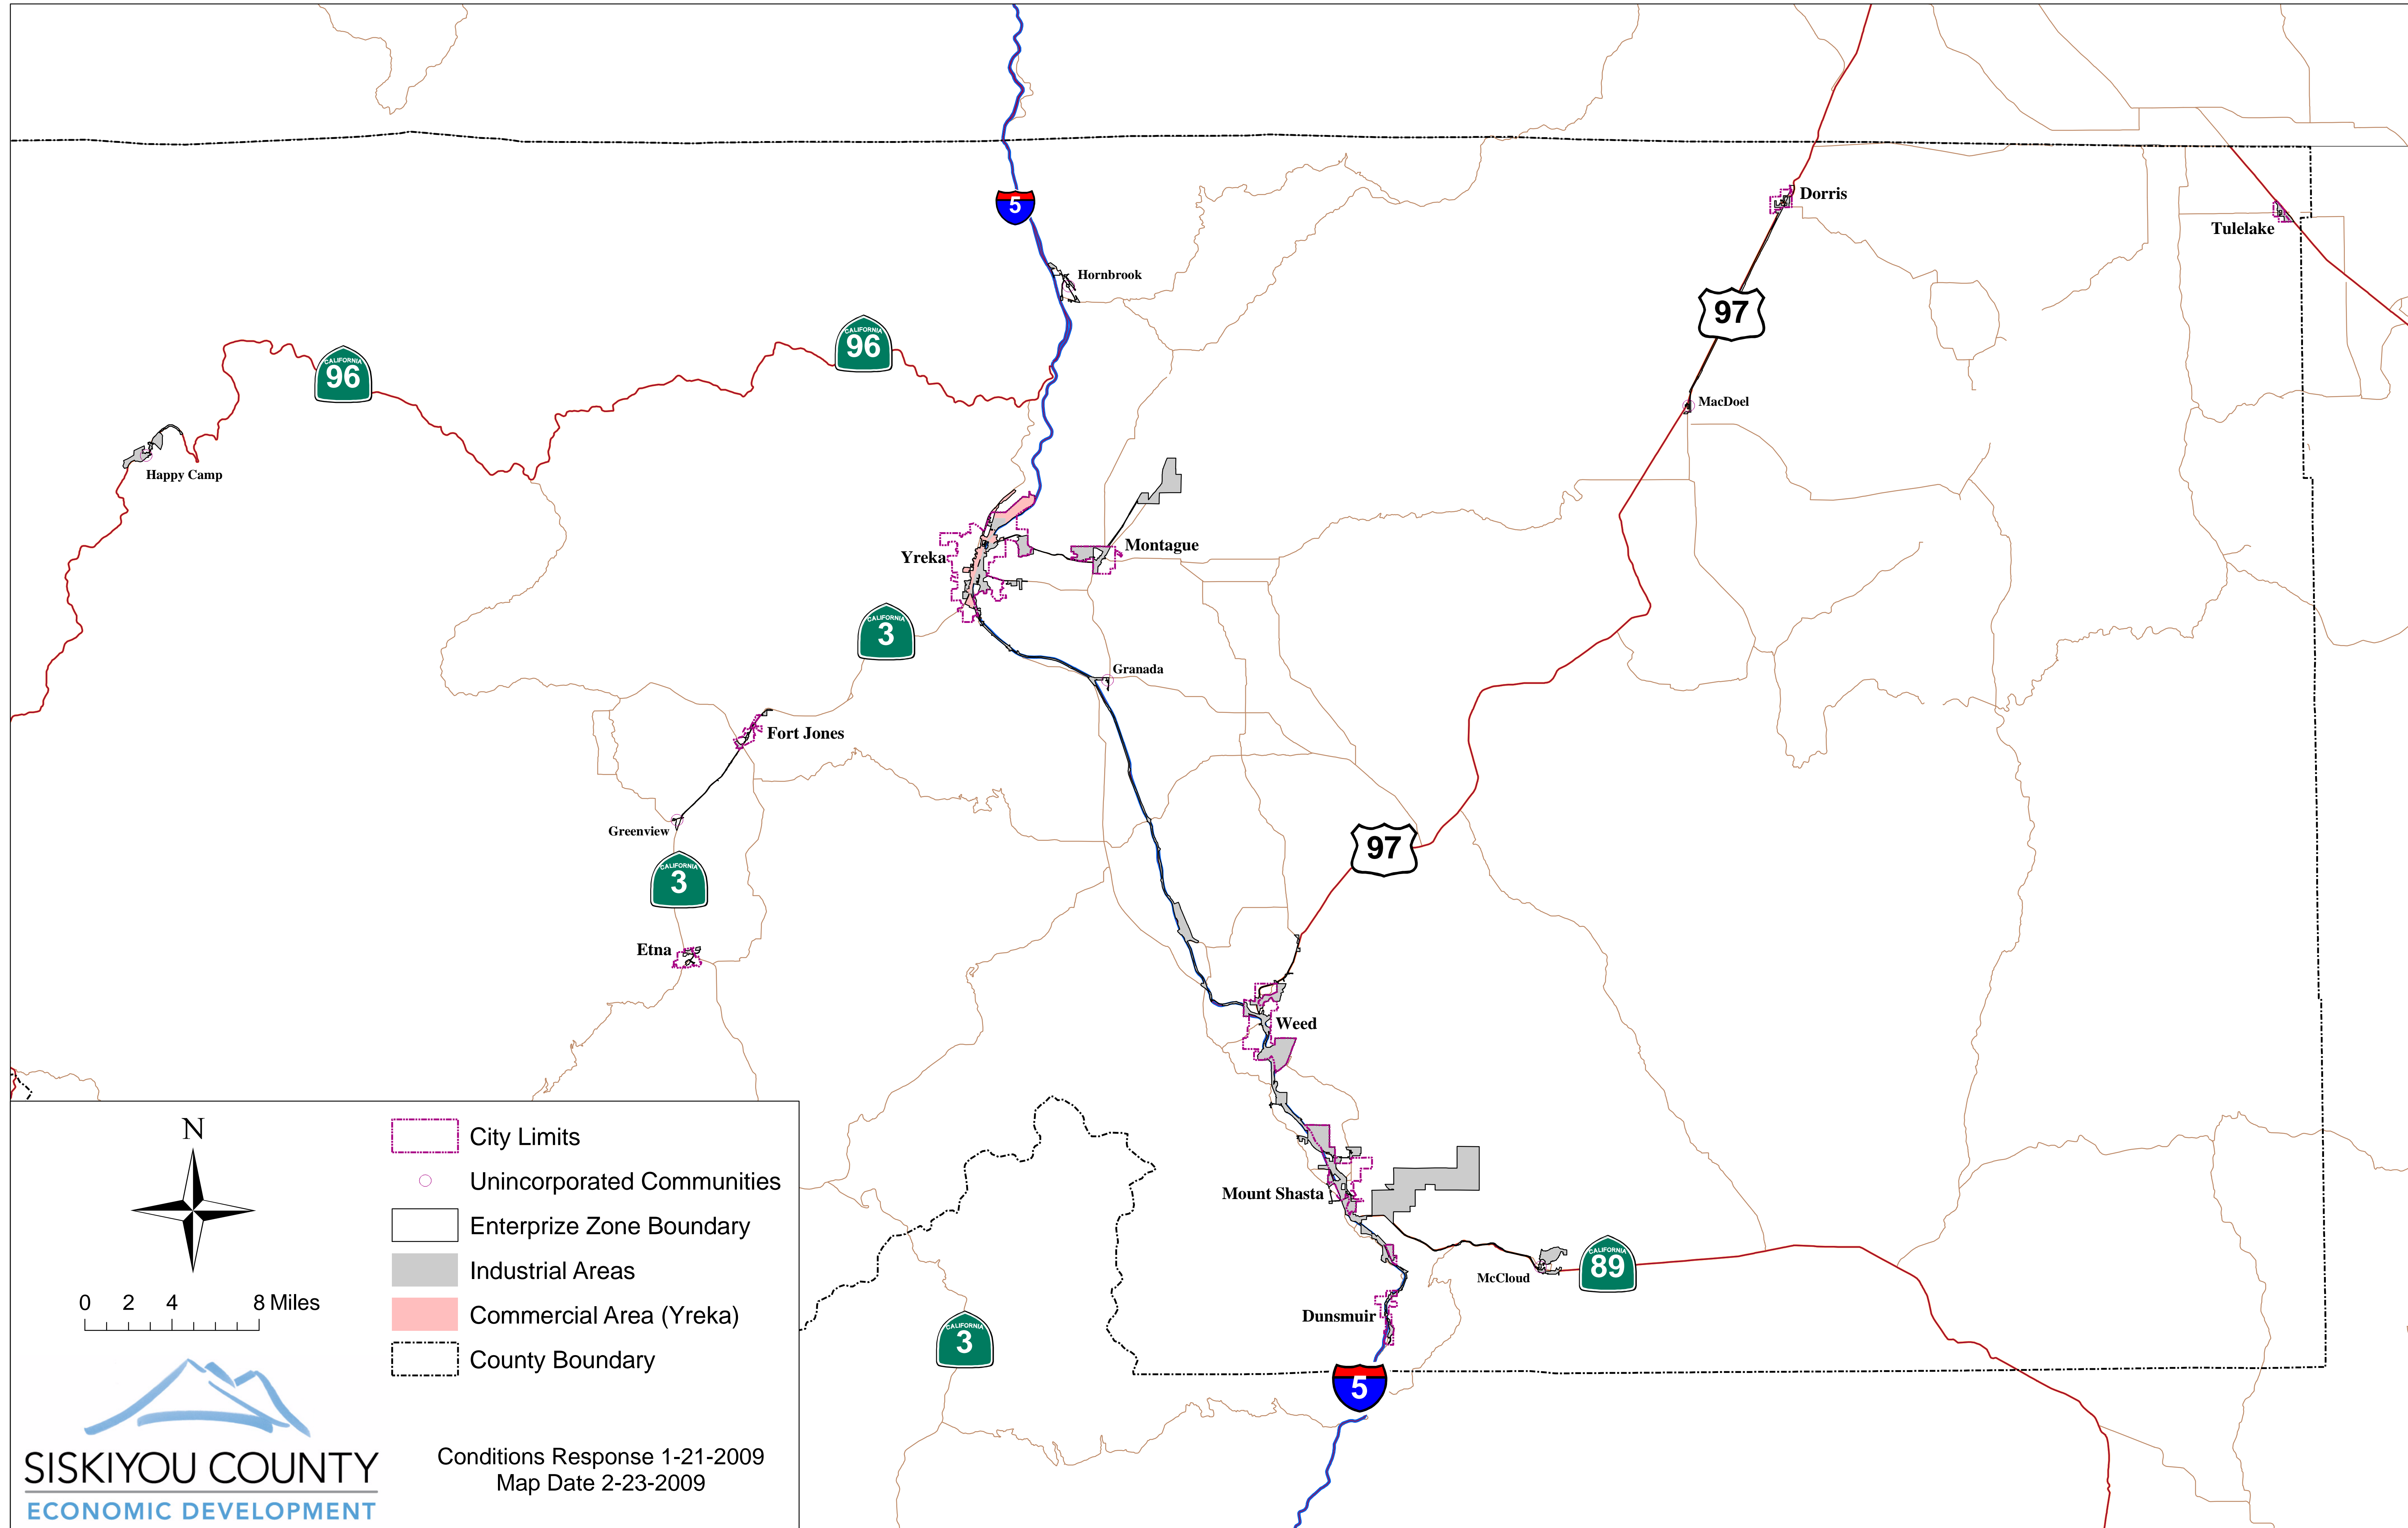 5
Dorris
Tulelake
Hornbrook
97
CALIFORNIA
96
CALIFORNIA
96
MacDoel
Happy Camp
Montague
Yreka
CALIFORNIA
3
Granada
Fort Jones
Greenview
97
CALIFORNIA
3
Etna
Weed
Mount Shasta
McCloud
CALIFORNIA
89
Dunsmuir
CALIFORNIA
3
5
N
0 2 4 8 Miles
City Limits
Unincorporated Communities
Enterprize Zone Boundary
Industrial Areas
Commercial Area (Yreka)
County Boundary
SISKIYOU COUNTY
ECONOMIC DEVELOPMENT
Conditions Response 1-21-2009
Map Date 2-23-2009